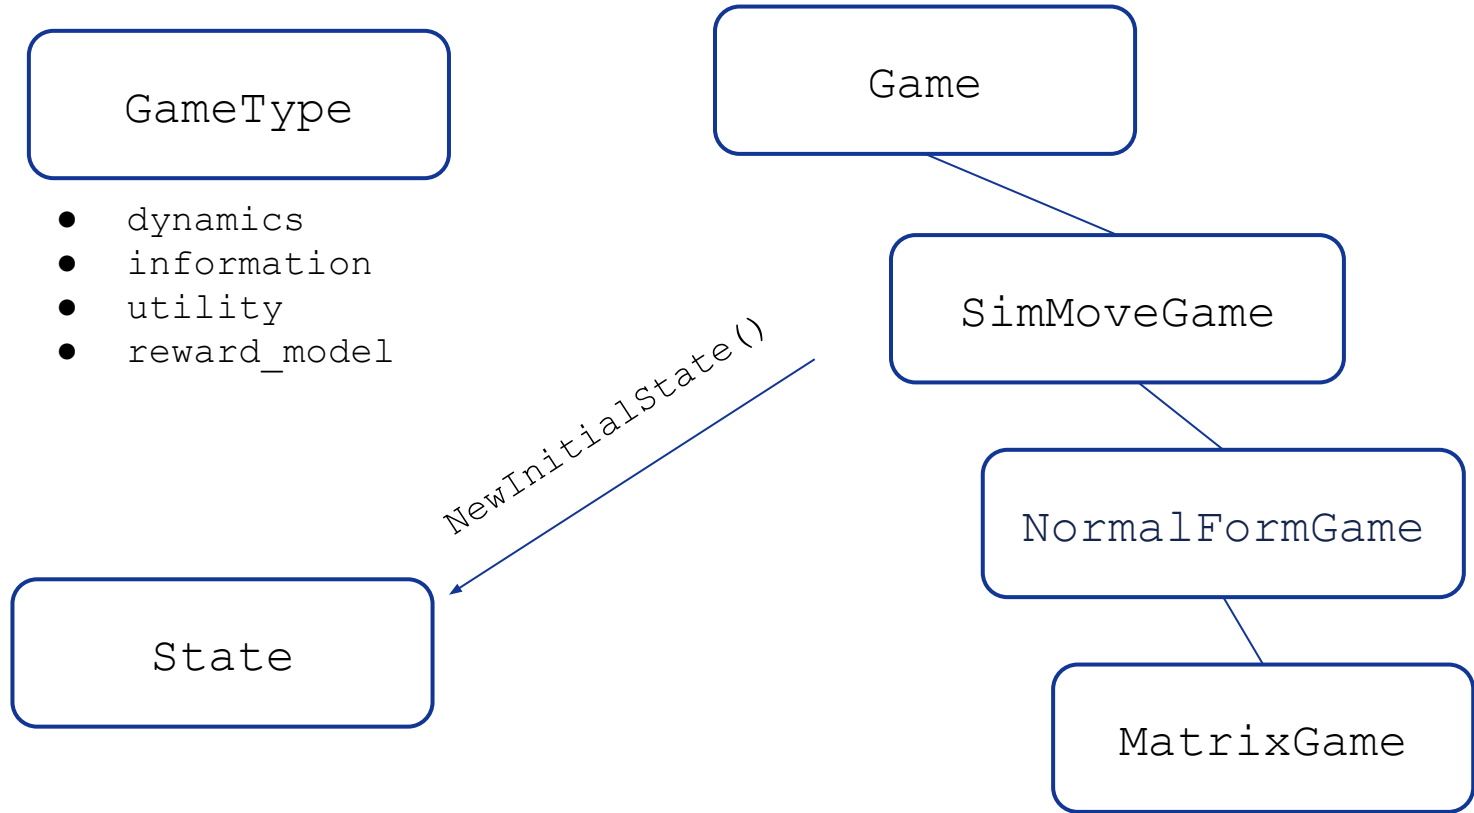 GameType
● dynamics
● information
● utility
● reward_model
Game
SimMoveGame
NewInitialState()
NormalFormGame
State
MatrixGame